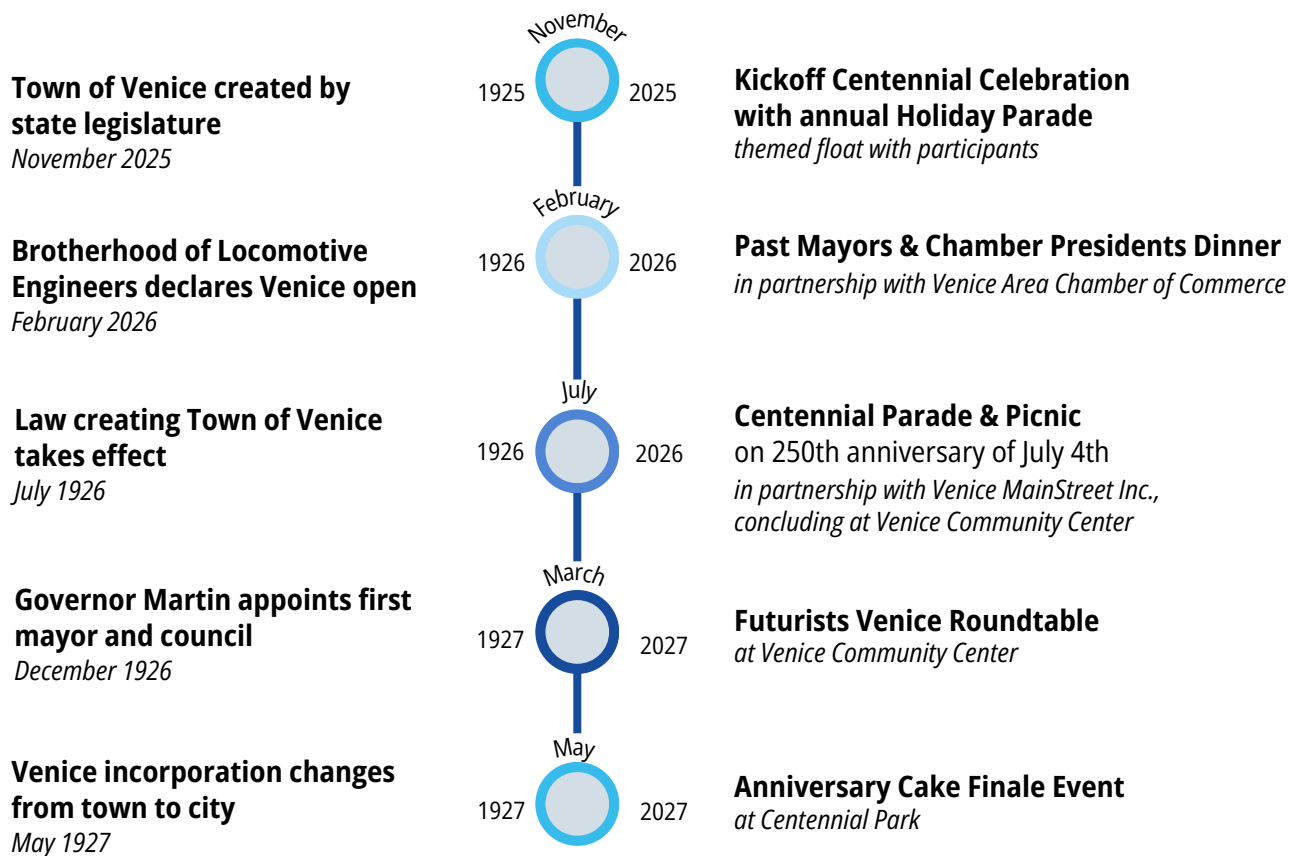 November
Town of Venice created by
state legislature
November 2025
1925
2025
Kickoff Centennial Celebration
with annual Holiday Parade
themed float with participants
February
Brotherhood of Locomotive
Engineers declares Venice open
February 2026
1926
2026
Past Mayors & Chamber Presidents Dinner
in partnership with Venice Area Chamber of Commerce
July
Law creating Town of Venice
takes effect
July 1926
1926
2026
Centennial Parade & Picnic
on 250th anniversary of July 4th
in partnership with Venice MainStreet Inc.,
concluding at Venice Community Center
March
Governor Martin appoints first
mayor and council
December 1926
1927
2027
Futurists Venice Roundtable
at Venice Community Center
May
Venice incorporation changes
from town to city
May 1927
1927
2027
Anniversary Cake Finale Event
at Centennial Park